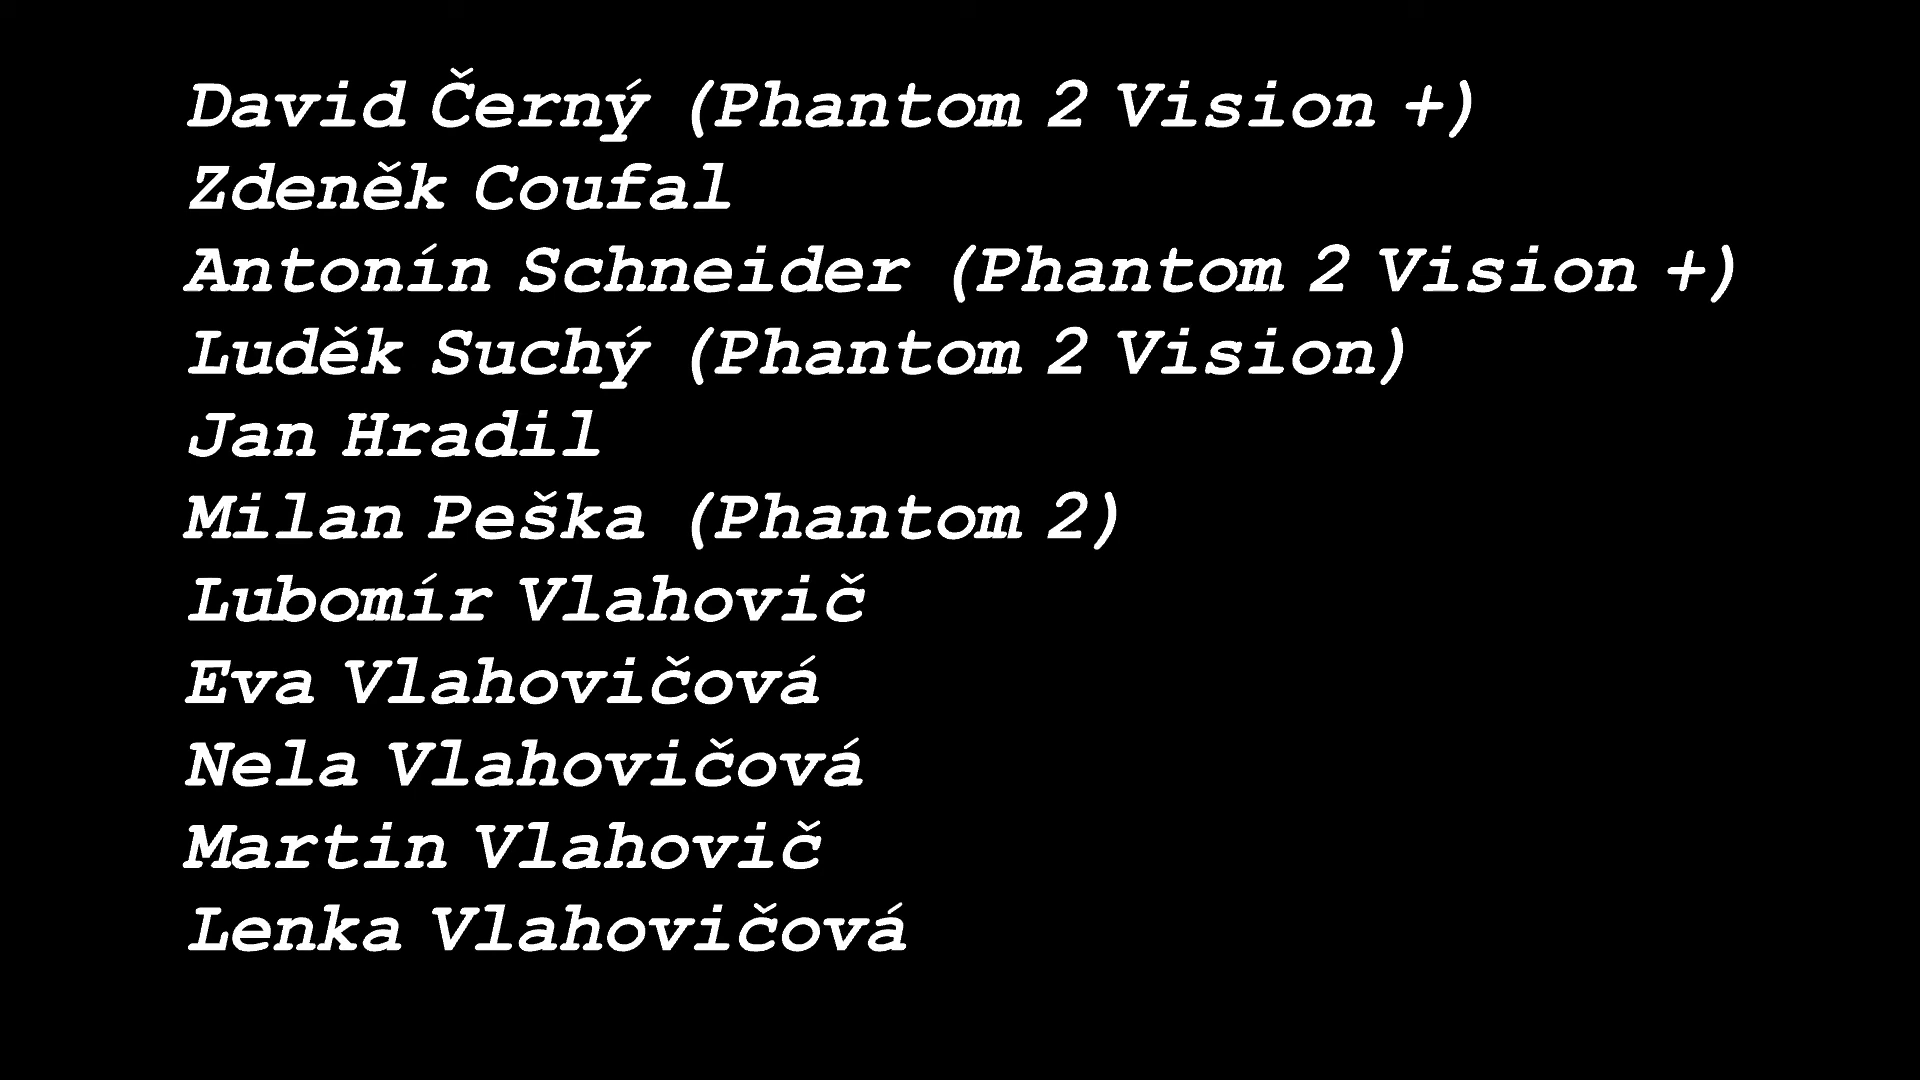 David Černý (Phantom 2 Vision +)
Zdeněk Coufal
Antonín Schneider (Phantom 2 Vision +)
Luděk Suchý (Phantom 2 Vision)
Jan Hradil
Milan Peška (Phantom 2)
Lubomír Vlahovič
Eva Vlahovičová
Nela Vlahovičová
Martin Vlahovič
Lenka Vlahovičová